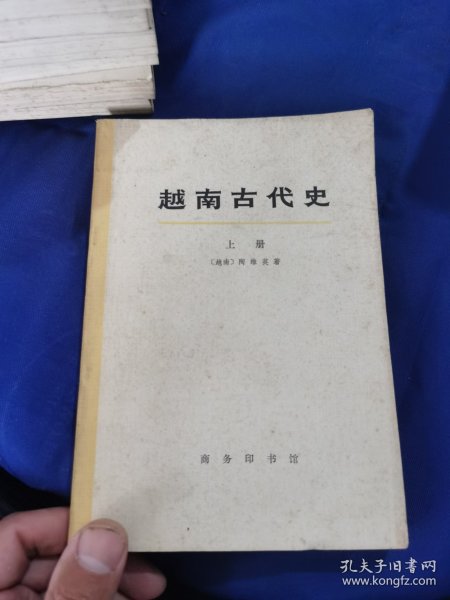 越南古代史
上 册
〔越南〕陶维英著
商务印书馆
孔夫子旧书网
www.kongfz.com